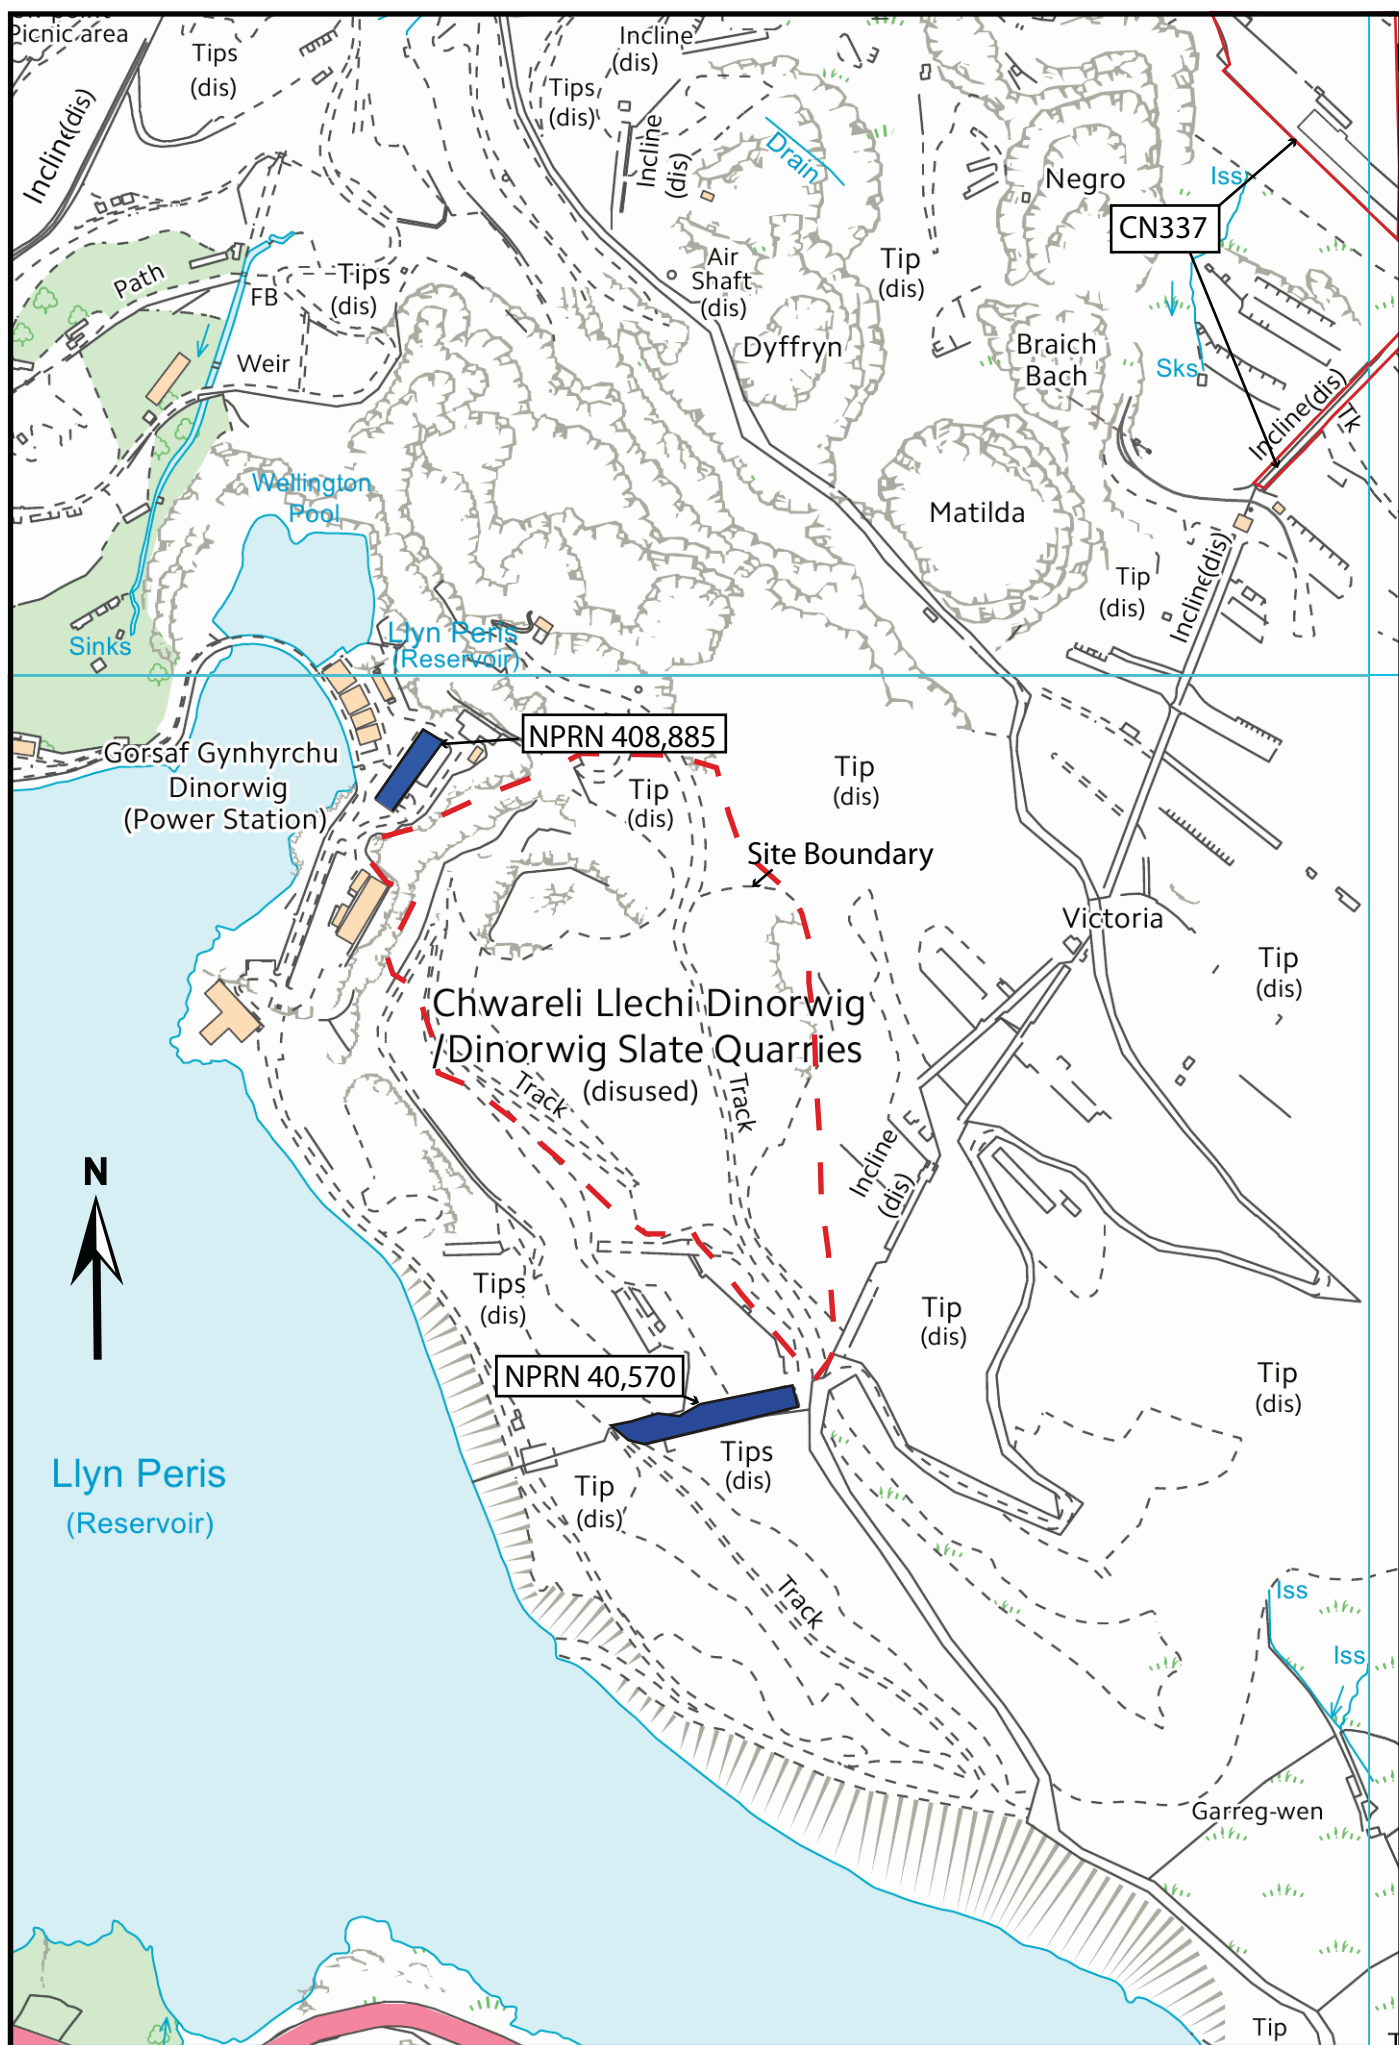 Picnic area
Tips
(dis)
Incline
(dis)
Tips
(dis)
Incline(dis)
Incline
(dis)
Drain
Negro
Iss
CN337
Path
FB
Tips
(dis)
Air
Shaft
(dis)
Tip
(dis)
Weir
Dyffryn
Braich
Bach
Sks
Incline(dis)
Tk
Wellington
Pool
Matilda
Tip
(dis)
Incline(dis)
Sinks
Llyn Peris
(Reservoir)
NPRN 408,885
Gorsaf Gynhyrchu
Dinorwig
(Power Station)
Tip
(dis)
Tip
(dis)
Site Boundary
Victoria
Tip
(dis)
Chwareli Llechi Dinorwig
/Dinorwig Slate Quarries
(disused)
Track
Track
Incline
(dis)
N
Tips
(dis)
Tip
(dis)
NPRN 40,570
Tip
(dis)
Tips
(dis)
Tip
(dis)
Llyn Peris
(Reservoir)
Track
Iss
Iss
Garreg-wen
Tip